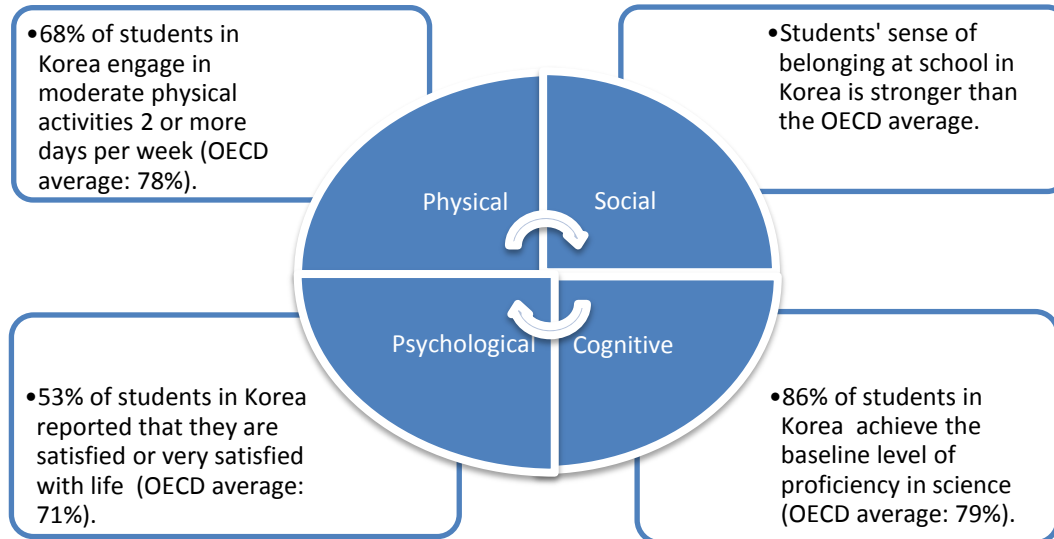 •68% of students in
Korea engage in
moderate physical
activities 2 or more
days per week (OECD
average: 78%).
•Students' sense of
belonging at school in
Korea is stronger than
the OECD average.
Physical
Social
Psychological
Cognitive
•53% of students in Korea
reported that they are
satisfied or very satisfied
with life (OECD average:
71%).
•86% of students in
Korea achieve the
baseline level of
proficiency in science
(OECD average: 79%).